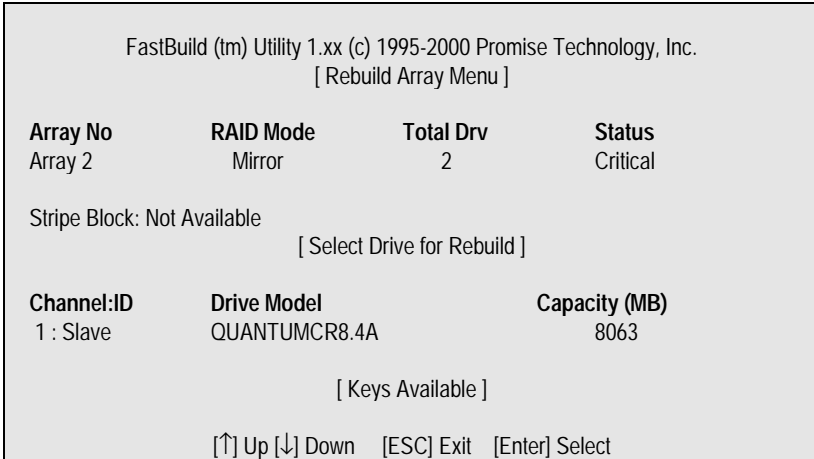 FastBuild (tm) Utility 1.xx (c) 1995-2000 Promise Technology, Inc.
[ Rebuild Array Menu ]
Array No RAID Mode Total Drv Status
Array 2 Mirror 2 Critical
Stripe Block: Not Available
[ Select Drive for Rebuild ]
Channel:ID Drive Model Capacity (MB)
1 : Slave QUANTUMCR8.4A 8063
[ Keys Available ]
[↑] Up [↓] Down [ESC] Exit [Enter] Select